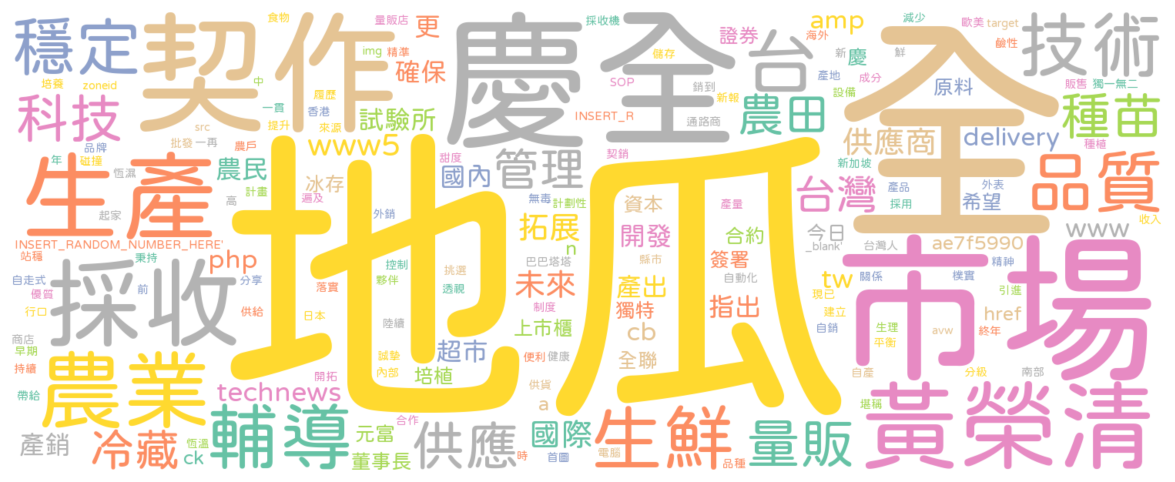 穩定
契作
慶全
台
amp
全
技術
食物
量販店
img
精準
更
確保
採收機
儲存
證券
海外
新
慶
減少
鮮
歐美
target
鹼性
培養
zoneid
科技
src
一貫
履歷
香港
提升
來源
試驗所
SOP
銷到
新報
INSERT_R
通路商
產地
成分
設備
農田
原料
販售
獨一無二
種苗
品牌
年
碰撞
批發
一再
農戶
www5
甜度
契銷
供應商
delivery
種植
生產
恆溫
農民
計畫
冰存
國內
管理
新加坡
產品
外表
品質
起家
高
遍及
外銷
無毒
計劃性
資本
產量
台灣
採用
希望
收入
INSERT_RANDOM_NUMBER_HERE'
站穩
秉持
php
拓展
n
開發
合約
今日
_blank'
www
ae7f5990
台灣人
精神
地瓜
採收
自走式
優質
分享
前
行口
供給
落實
控制
夥伴
挑選
透視
巴巴塔塔
未來
縣市
簽署
自動化
產出
tw
關係
樸實
引進
現已
市場
日本
制度
獨特
指出
建立
href
商店
早期
持續
帶給
農業
technews
陸續
誠摯
內部
超市
上市櫃
cb
便利
健康
全聯
自銷
生理
avw
終年
平衡
開拓
培植
供貨
a
自產
分級
南部
堪稱
黃榮清
產銷
冷藏
恆溫
ck
輔導
合作
元富
董事長
供應
時
國際
首圖
生鮮
電腦
品種
量販
中